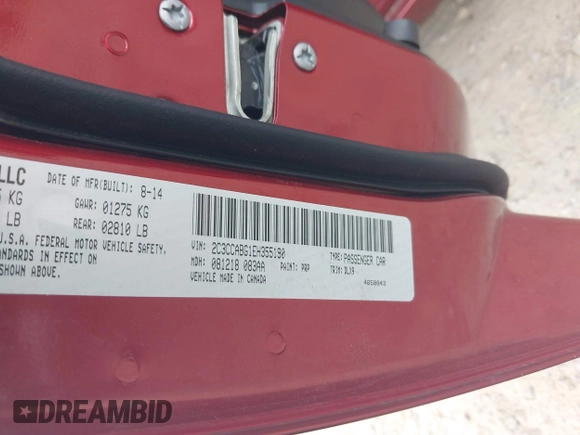 LLC DATE OF MFR(BUILT): 8-14
KG GAWR: 01275 KG
LB REAR: 02810 LB
U.S.A. FEDERAL MOTOR VEHICLE SAFETY.
STANDARDS IN EFFECT ON
SHOWN ABOVE.
VIN: 2C3CCABG1EH355190 TYPE: PASSENGER CAR
MDH: 081218 083AA PAINT: PRP TRIM: DLX9
VEHICLE MADE IN CANADA 4858043
DREAMBID